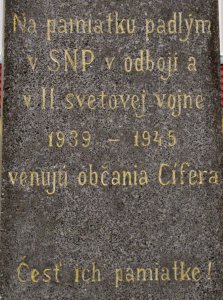 Na pamiatku padlým
v SNP v odboji a
v II svetovej vojne
1939 – 1945
venujú občania Cífera
Česť ich pamiatke!